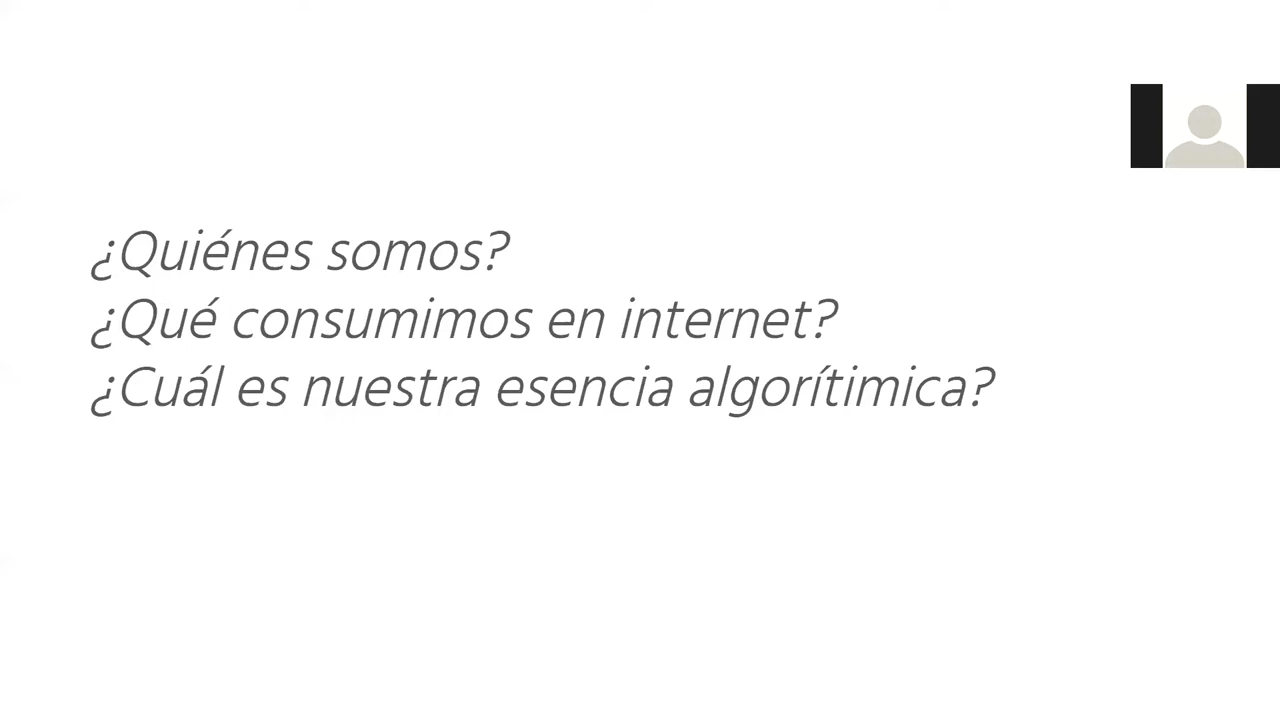 ¿Quiénes somos?
¿Qué consumimos en internet?
¿Cuál es nuestra esencia algorítimica?